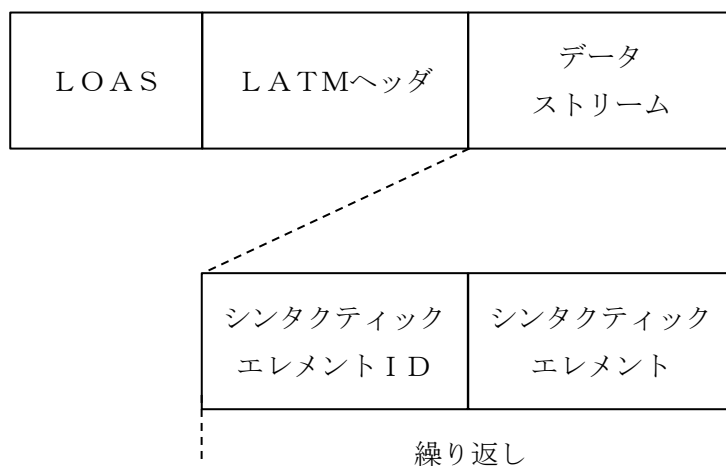 ＬＯＡＳ
ＬＡＴＭヘッダ
データ
ストリーム
シンタクティック
エレメントＩＤ
シンタクティック
エレメント
繰り返し